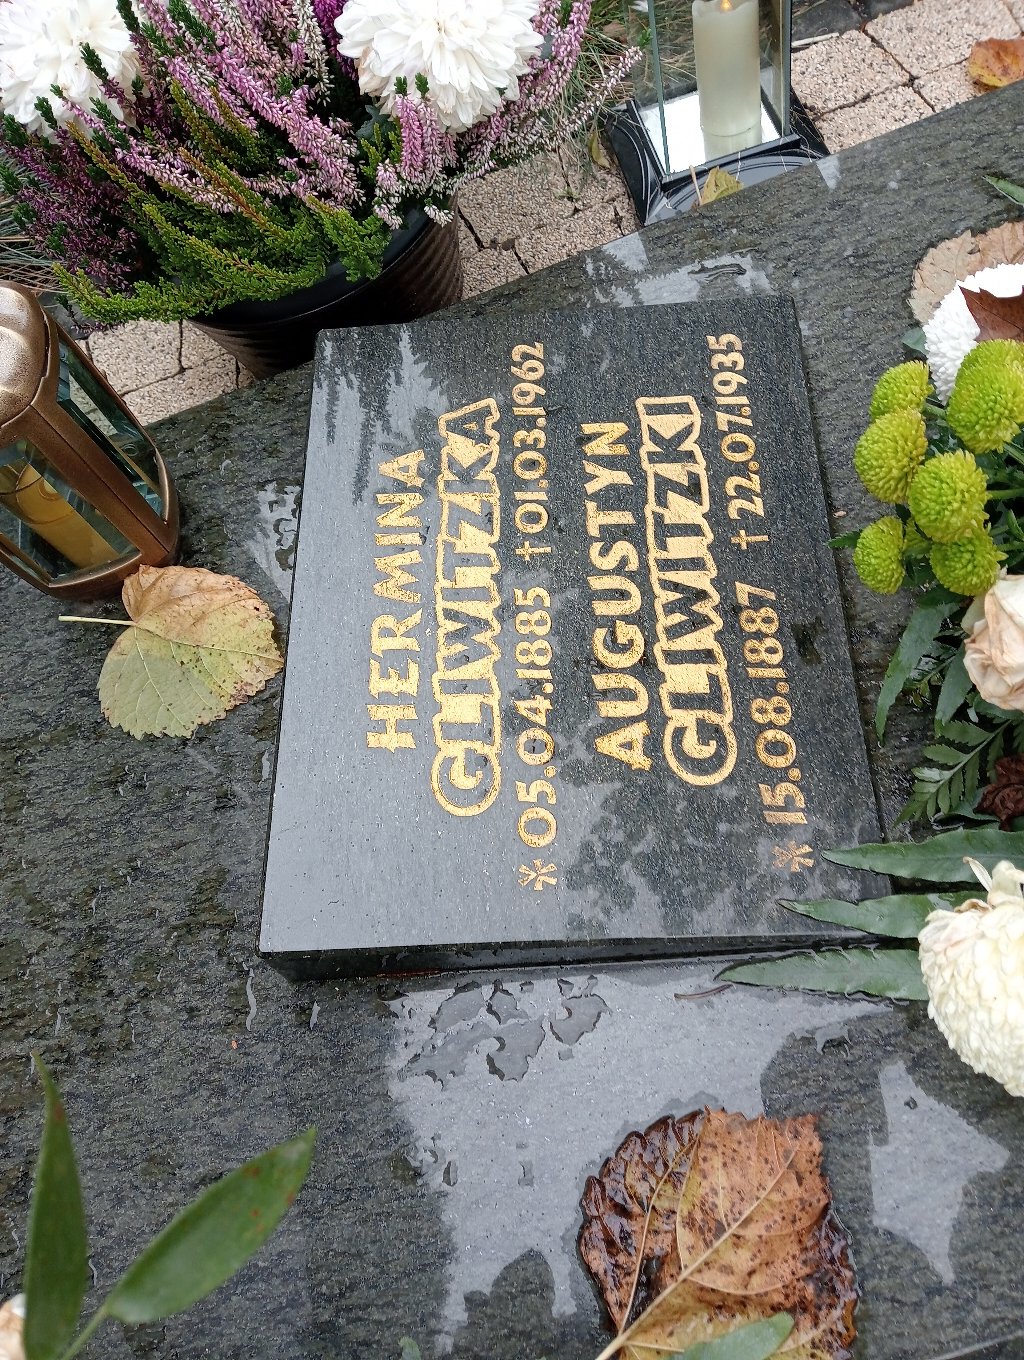 HERMINA
GLIWITZKA
*05.04.1885 †01.03.1962
AUGUSTYN
GLIWITZKI
*15.08.1887 †22.07.1935